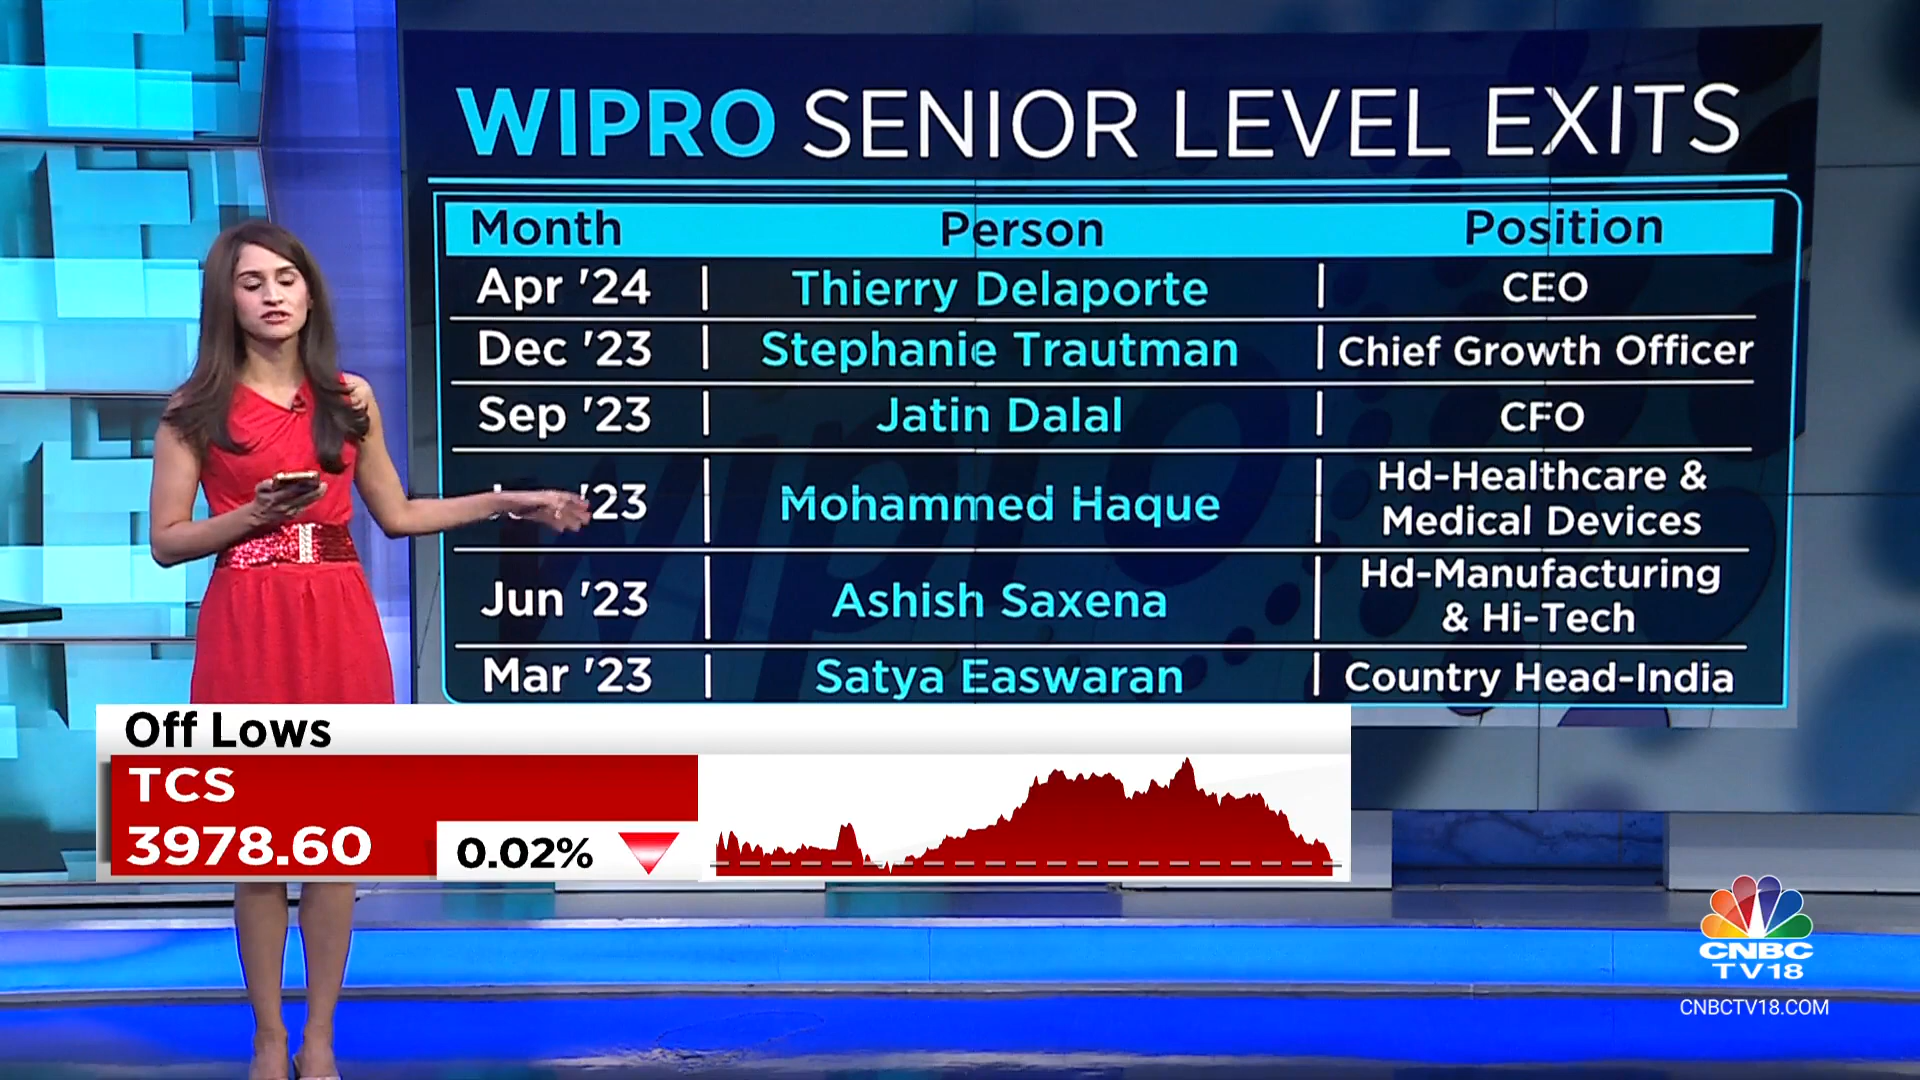 WIPRO SENIOR LEVEL EXITS
Month Person Position
Apr '24 Thierry Delaporte CEO
Dec '23 Stephanie Trautman Chief Growth Officer
Sep '23 Jatin Dalal CFO
'23 Mohammed Haque Hd-Healthcare &
Medical Devices
Jun '23 Ashish Saxena Hd-Manufacturing
& Hi-Tech
Mar '23 Satya Easwaran Country Head-India
Off Lows
TCS
3978.60 0.02%
CNBC
TV18
CNBCTV18.COM